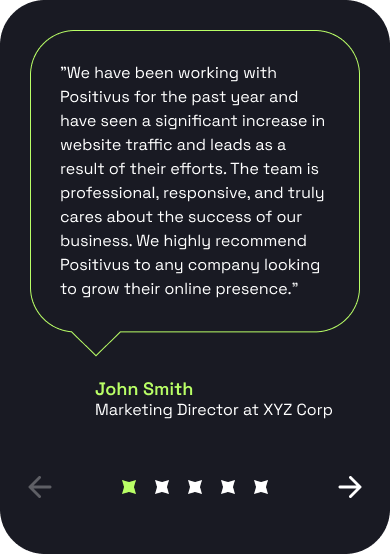 ”We have been working with
Positivus for the past year and
have seen a significant increase in
website traffic and leads as a
result of their efforts. The team is
professional, responsive, and truly
cares about the success of our
business. We highly recommend
Positivus to any company looking
to grow their online presence.”
John Smith
Marketing Director at XYZ Corp